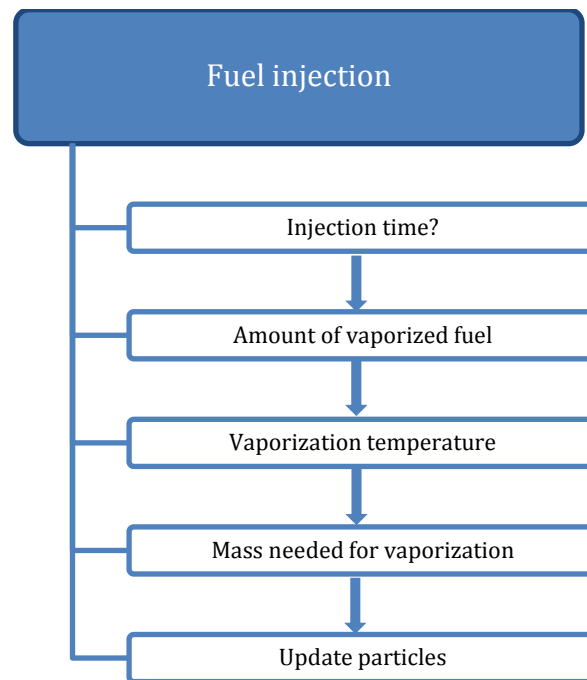 Fuel injection
Injection time?
Amount of vaporized fuel
Vaporization temperature
Mass needed for vaporization
Update particles